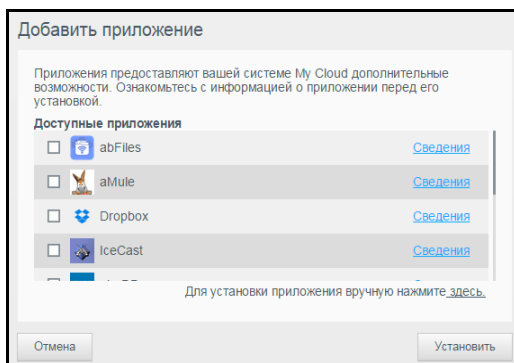 Добавить приложение
Приложения предоставляют вашей системе My Cloud дополнительные
возможности. Ознакомьтесь с информацией о приложении перед его
установкой.
Доступные приложения
abFiles Сведения
aMule Сведения
Dropbox Сведения
IceCast Сведения
Для установки приложения вручную нажмите здесь.
Отмена Установить